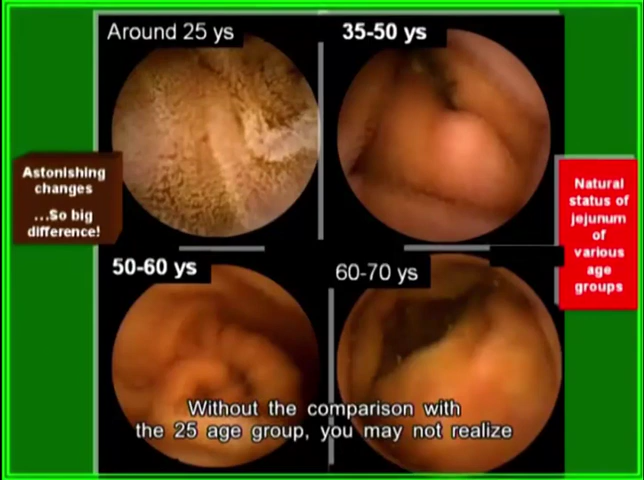 Around 25 ys
35-50 ys
Astonishing
changes
...So big
difference!
Natural
status of
jejunum
of
various
age
groups
50-60 ys
60-70 ys
Without the comparison with
the 25 age group, you may not realize